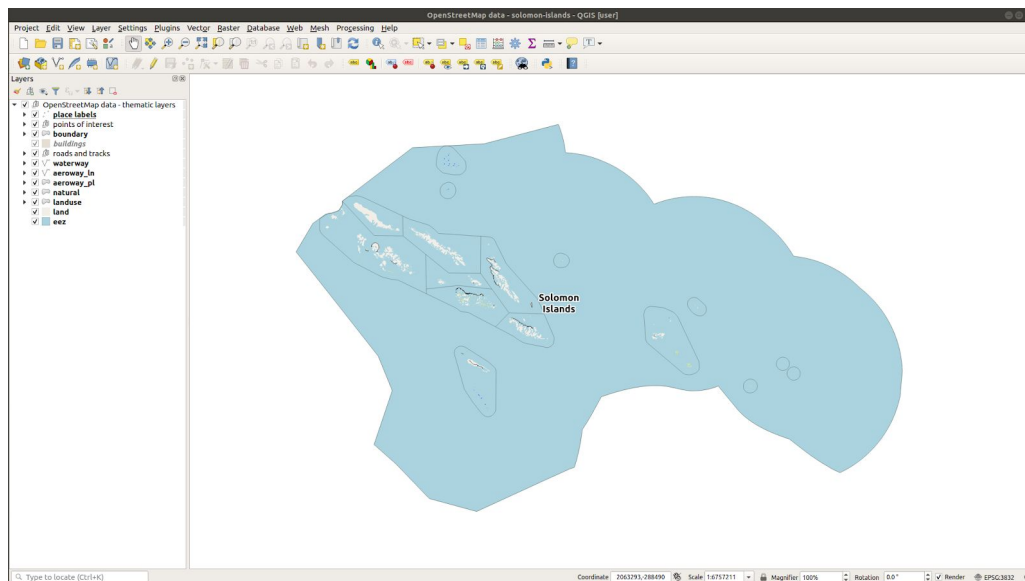 OpenStreetMap data - solomon-islands - QGIS [user]
Project Edit View Layer Settings Plugins Vector Raster Database Web Mesh Processing Help
Layers
OpenStreetMap data - thematic layers
place labels
points of interest
boundary
buildings
roads and tracks
waterway
aeroway_ln
aeroway_pl
natural
landuse
land
eez
Solomon
Islands
Type to locate (Ctrl+K)
Coordinate 2063293,-288490 Scale 1:6757211 Magnifier 100% Rotation 0.0 ° Render EPSG:3832